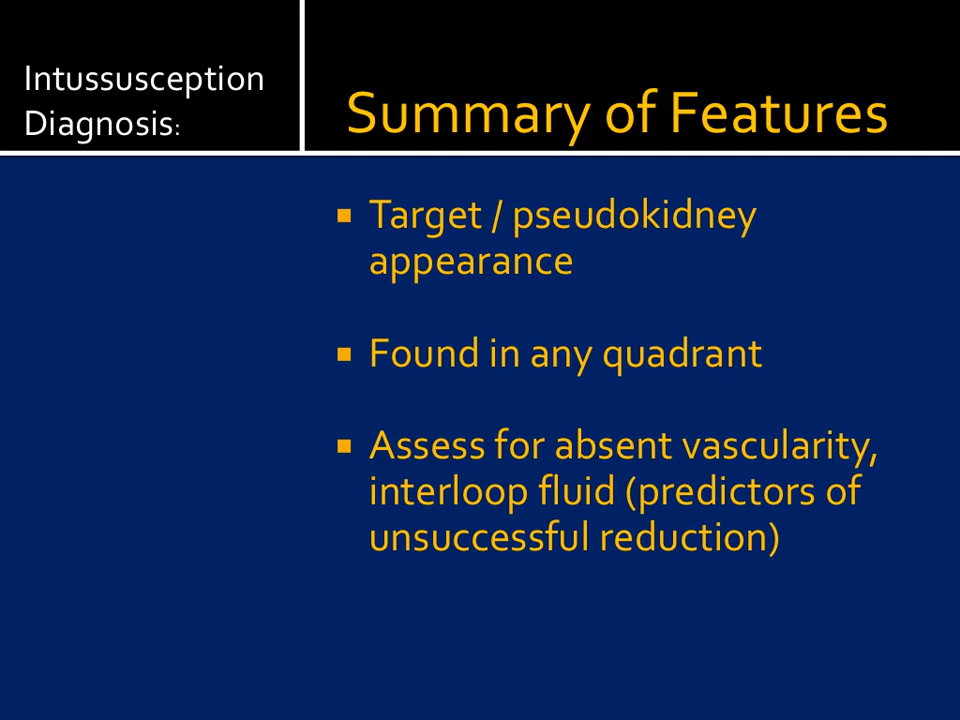 Intussusception
Diagnosis:
Summary of Features
▪ Target / pseudokidney
appearance
▪ Found in any quadrant
▪ Assess for absent vascularity,
interloop fluid (predictors of
unsuccessful reduction)